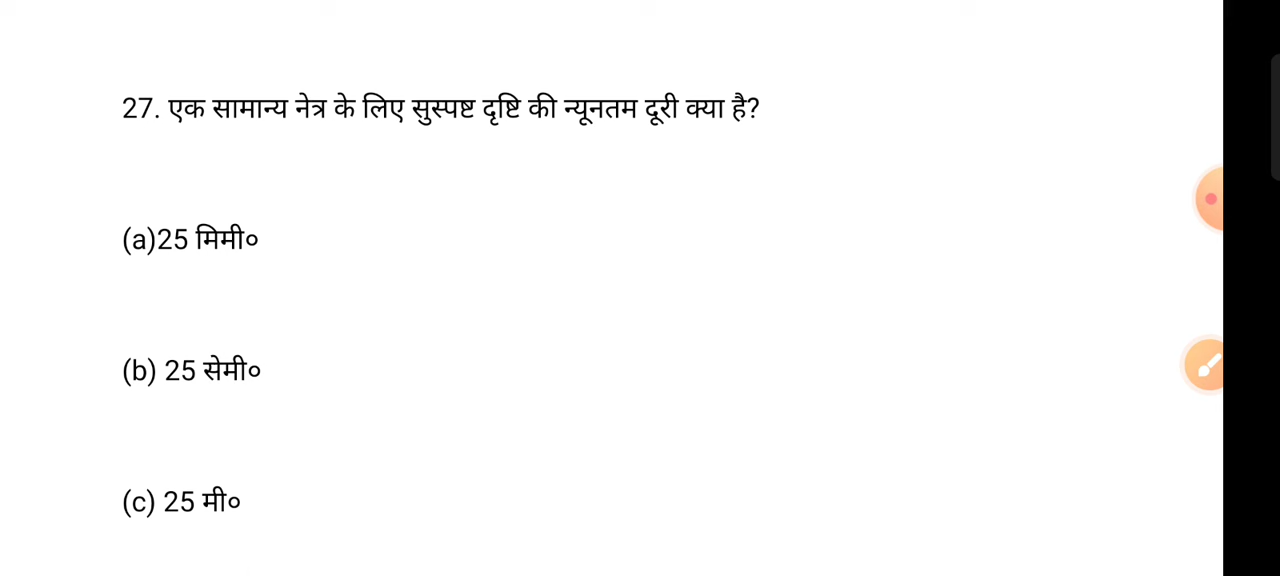 27. एक सामान्य नेत्र के लिए सुस्पष्ट दृष्टि की न्यूनतम दूरी क्या है?
(a)25 मिमी०
(b) 25 सेमी०
(c) 25 मी०